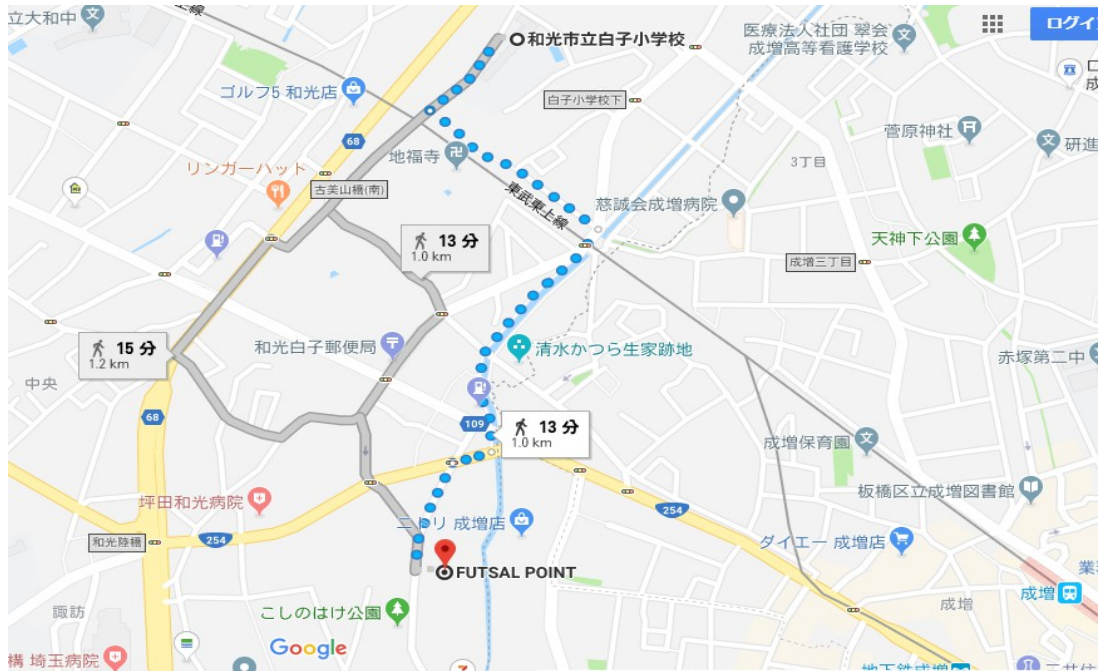 立大和中
和光市立白子小学校
医療法人社団 翠会
成増高等看護学校
ログイン
ゴルフ5 和光店
白子小学校下
68
地福寺
菅原神社
研進
3丁目
リンガーハット
古美山橋(南)
東武東上線
慈誠会成増病院
13 分
1.0 km
天神下公園
成増三丁目
15 分
1.2 km
和光白子郵便局
清水かつら生家跡地
赤塚第二中
中央
68
109
13 分
1.0 km
成増保育園
坪田和光病院
板橋区立成増図書館
254
ニトリ 成増店
和光陸橋
254
ダイエー 成増店
FUTSAL POINT
成増
成増
こしのはけ公園
諏訪
Google
構 埼玉病院
地下鉄成増